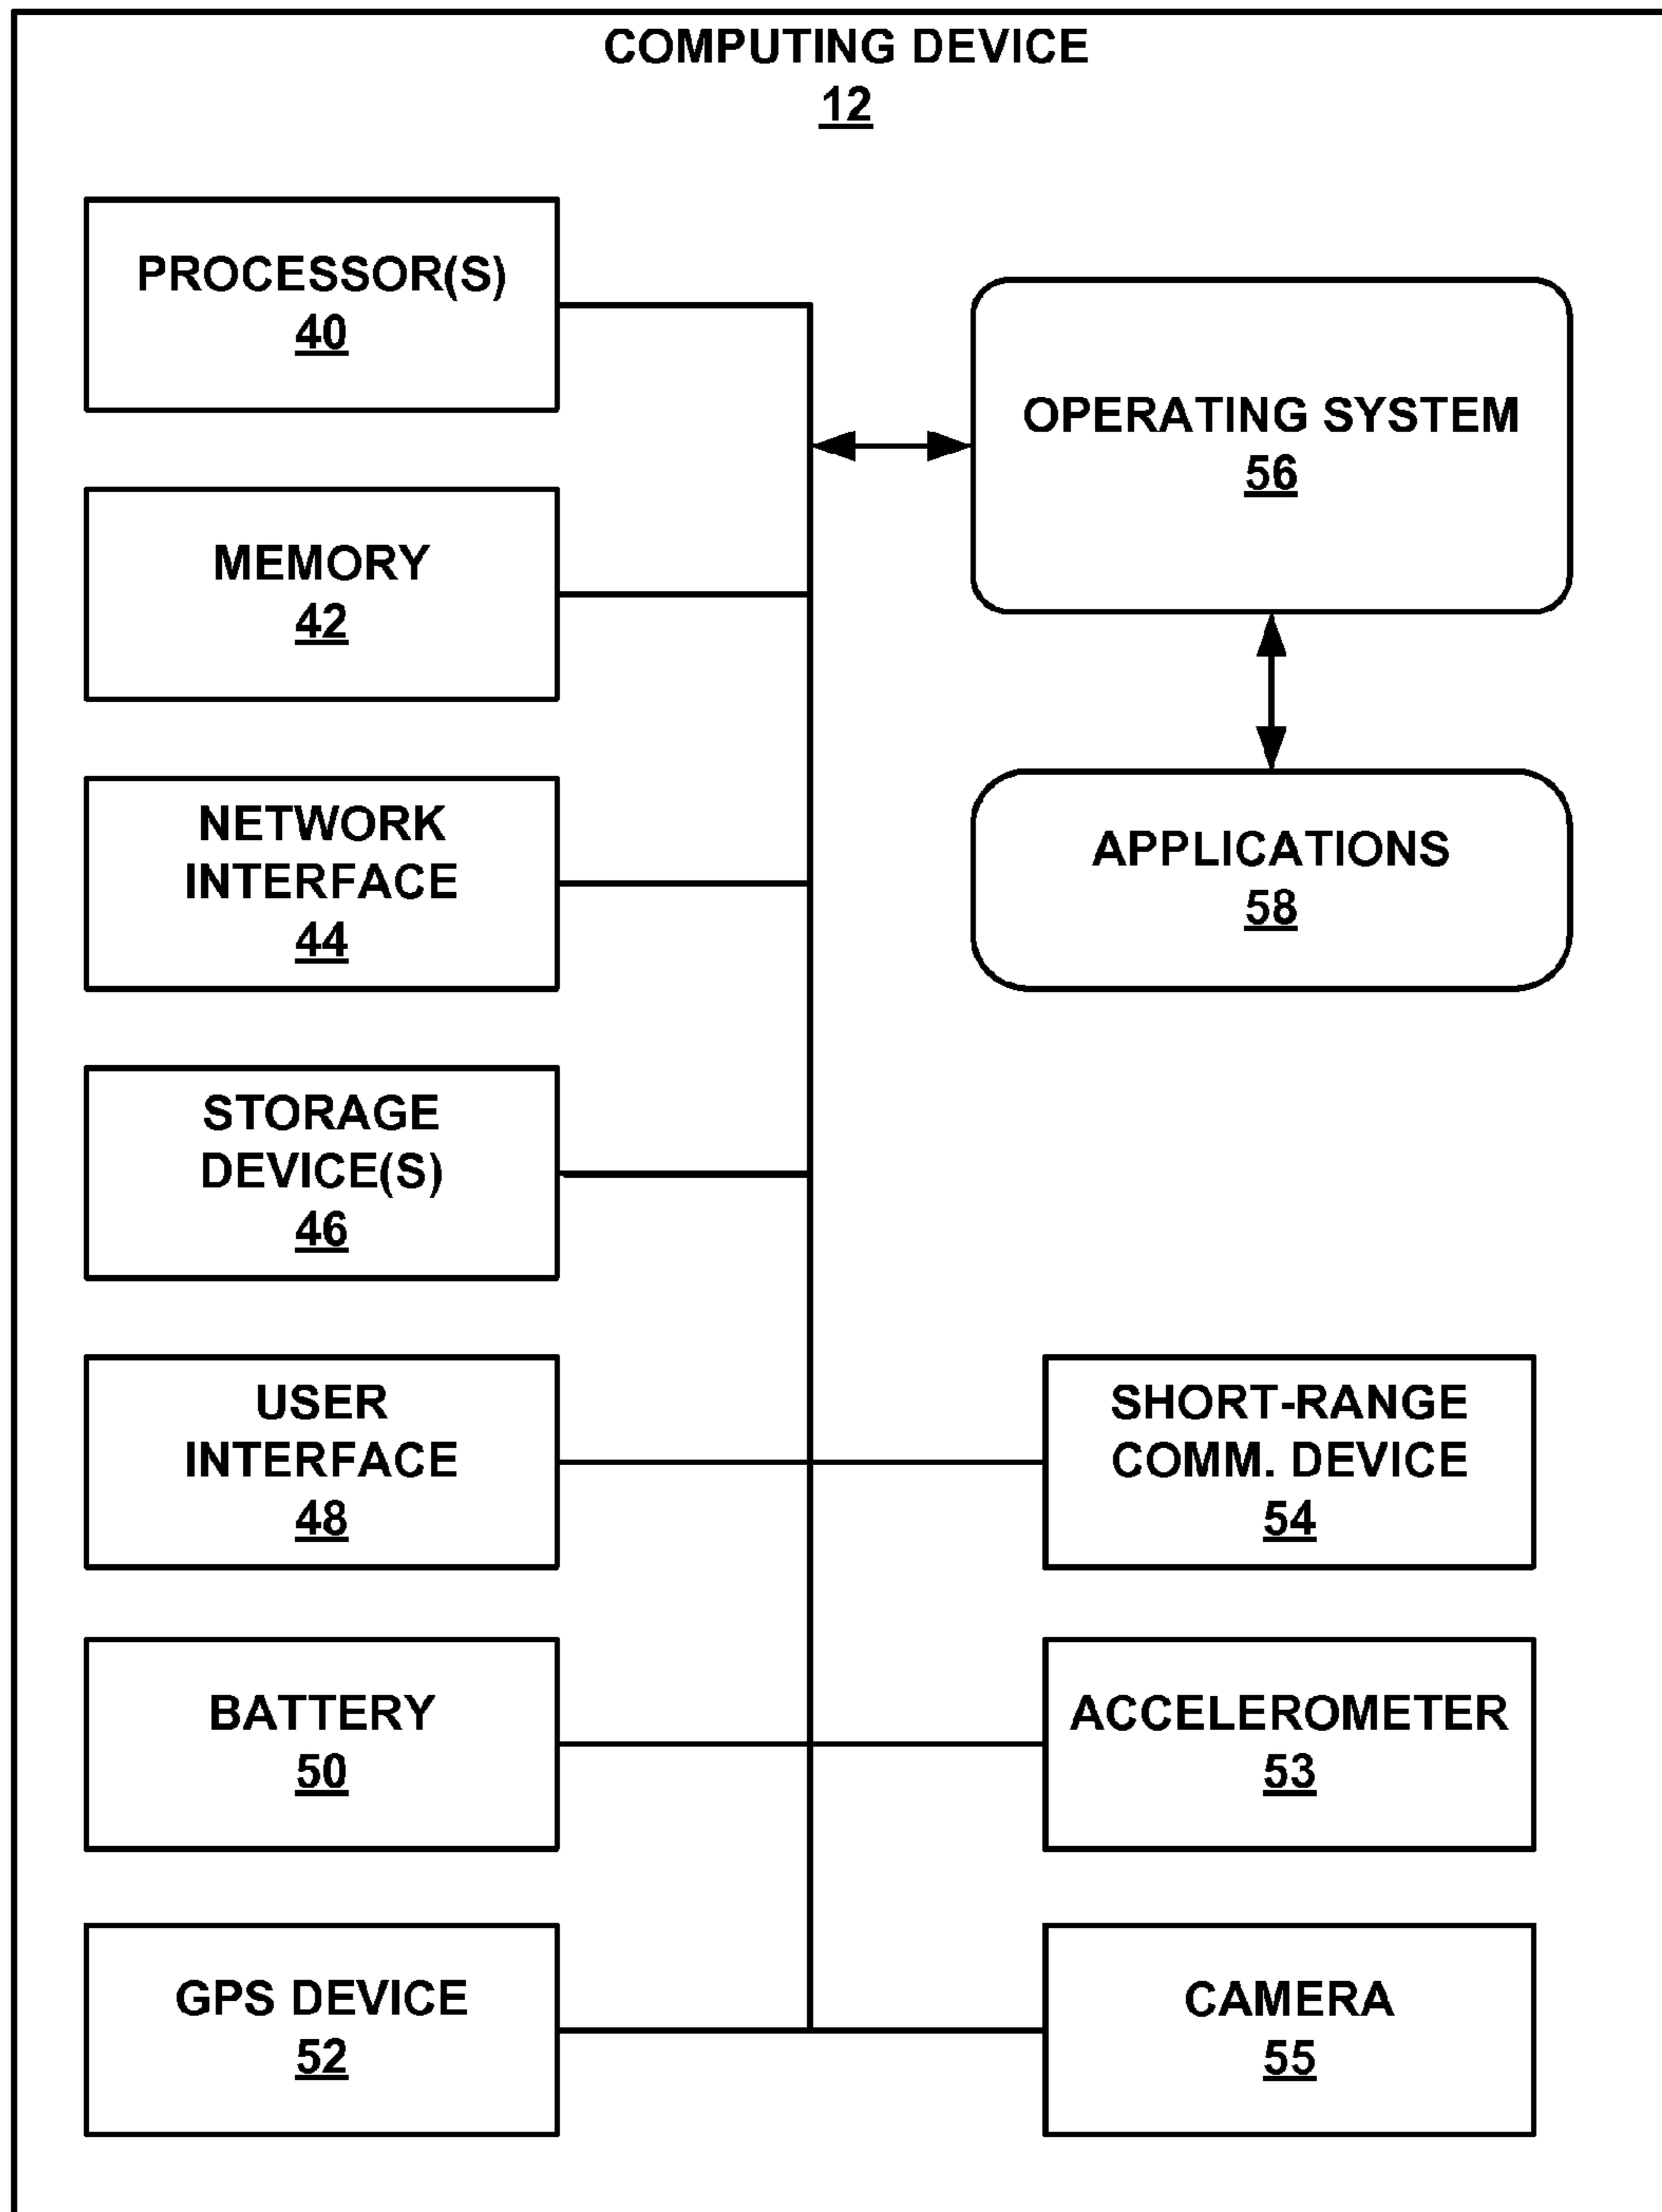 COMPUTING DEVICE
12
PROCESSOR(S)
40
OPERATING SYSTEM
56
MEMORY
42
NETWORK
INTERFACE
44
APPLICATIONS
58
STORAGE
DEVICE(S)
46
USER
INTERFACE
48
SHORT-RANGE
COMM. DEVICE
54
BATTERY
50
ACCELEROMETER
53
GPS DEVICE
52
CAMERA
55